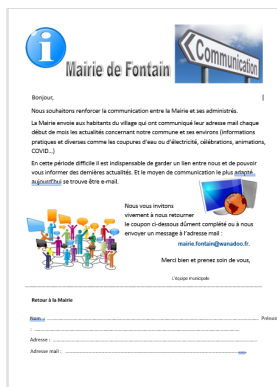 Communication
Mairie de Fontain
Bonjour,
Nous souhaitons renforcer la communication entre la Mairie et ses administrés.
La Mairie envoie aux habitants du village qui ont communiqué leur adresse mail chaque
début de mois les actualités concernant notre commune et ses environs (informations
pratiques et diverses comme les coupures d'eau ou d'électricité, célébrations, animations,
COVID...)
En cette période difficile il est indispensable de garder un lien entre nous et de pouvoir
vous informer des dernières actualités. Et le moyen de communication le plus adapté
aujourd'hui se trouve être e-mail.
Nous vous invitons
vivement à nous retourner
le coupon ci-dessous dûment complété ou à nous
envoyer un message à l'adresse mail :
mairie.fontain@wanadoo.fr.
Merci bien et prenez soin de vous,
L'équipe municipale
Retour à la Mairie
Nom : Prénom
:
Adresse :
Adresse mail :